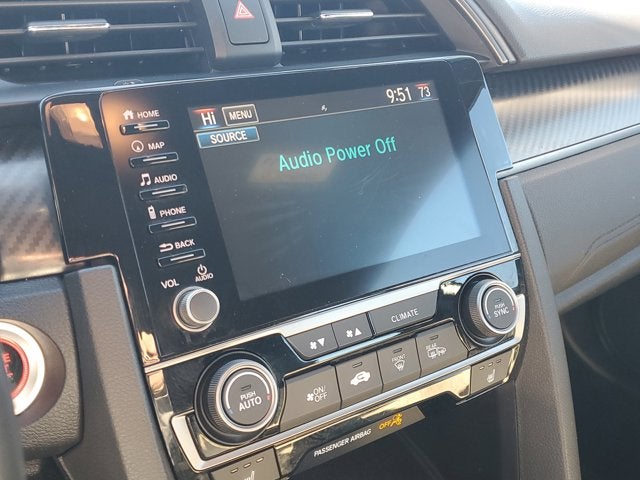 Hi MENU 9:51 73
SOURCE
Audio Power Off
HOME
MAP
AUDIO
PHONE
BACK
VOL AUDIO
CLIMATE
PUSH
SYNC
PUSH
AUTO
ON/
OFF
FRONT
REAR
PASSENGER AIRBAG OFF